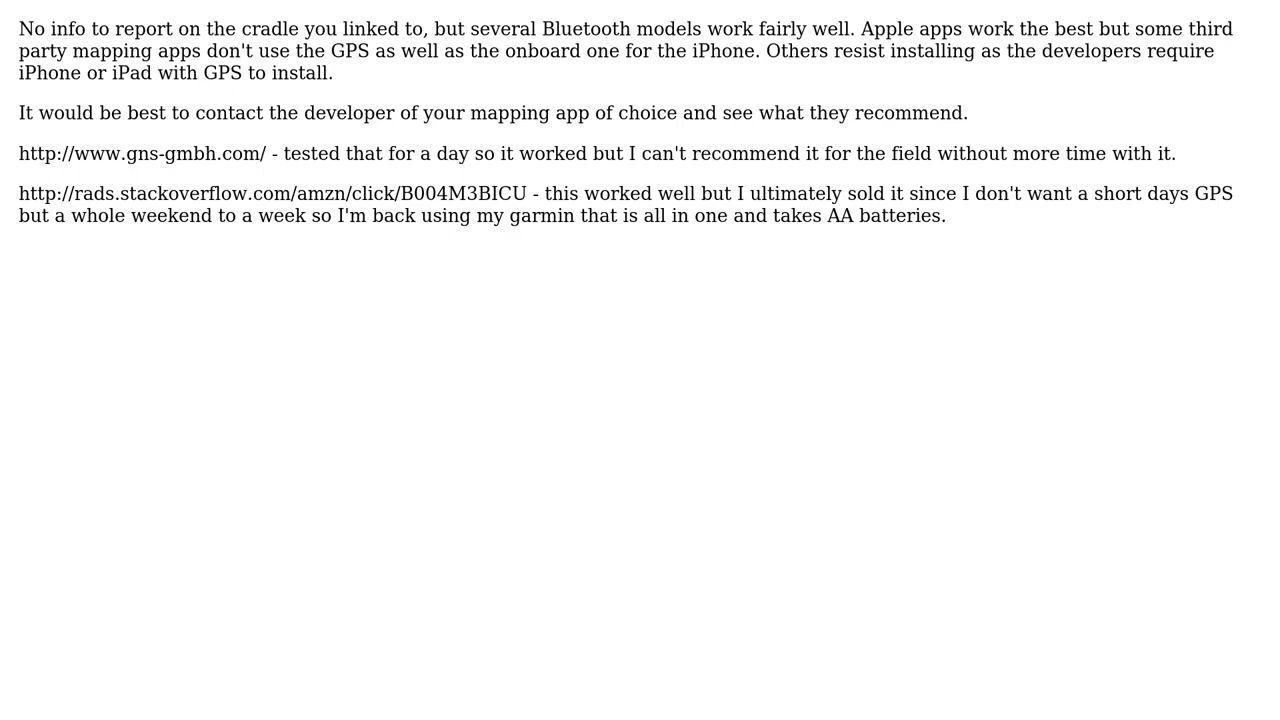 No info to report on the cradle you linked to, but several Bluetooth models work fairly well. Apple apps work the best but some third
party mapping apps don't use the GPS as well as the onboard one for the iPhone. Others resist installing as the developers require
iPhone or iPad with GPS to install.
It would be best to contact the developer of your mapping app of choice and see what they recommend.
http://www.gns-gmbh.com/ - tested that for a day so it worked but I can't recommend it for the field without more time with it.
http://rads.stackoverflow.com/amzn/click/B004M3BICU - this worked well but I ultimately sold it since I don't want a short days GPS
but a whole weekend to a week so I'm back using my garmin that is all in one and takes AA batteries.